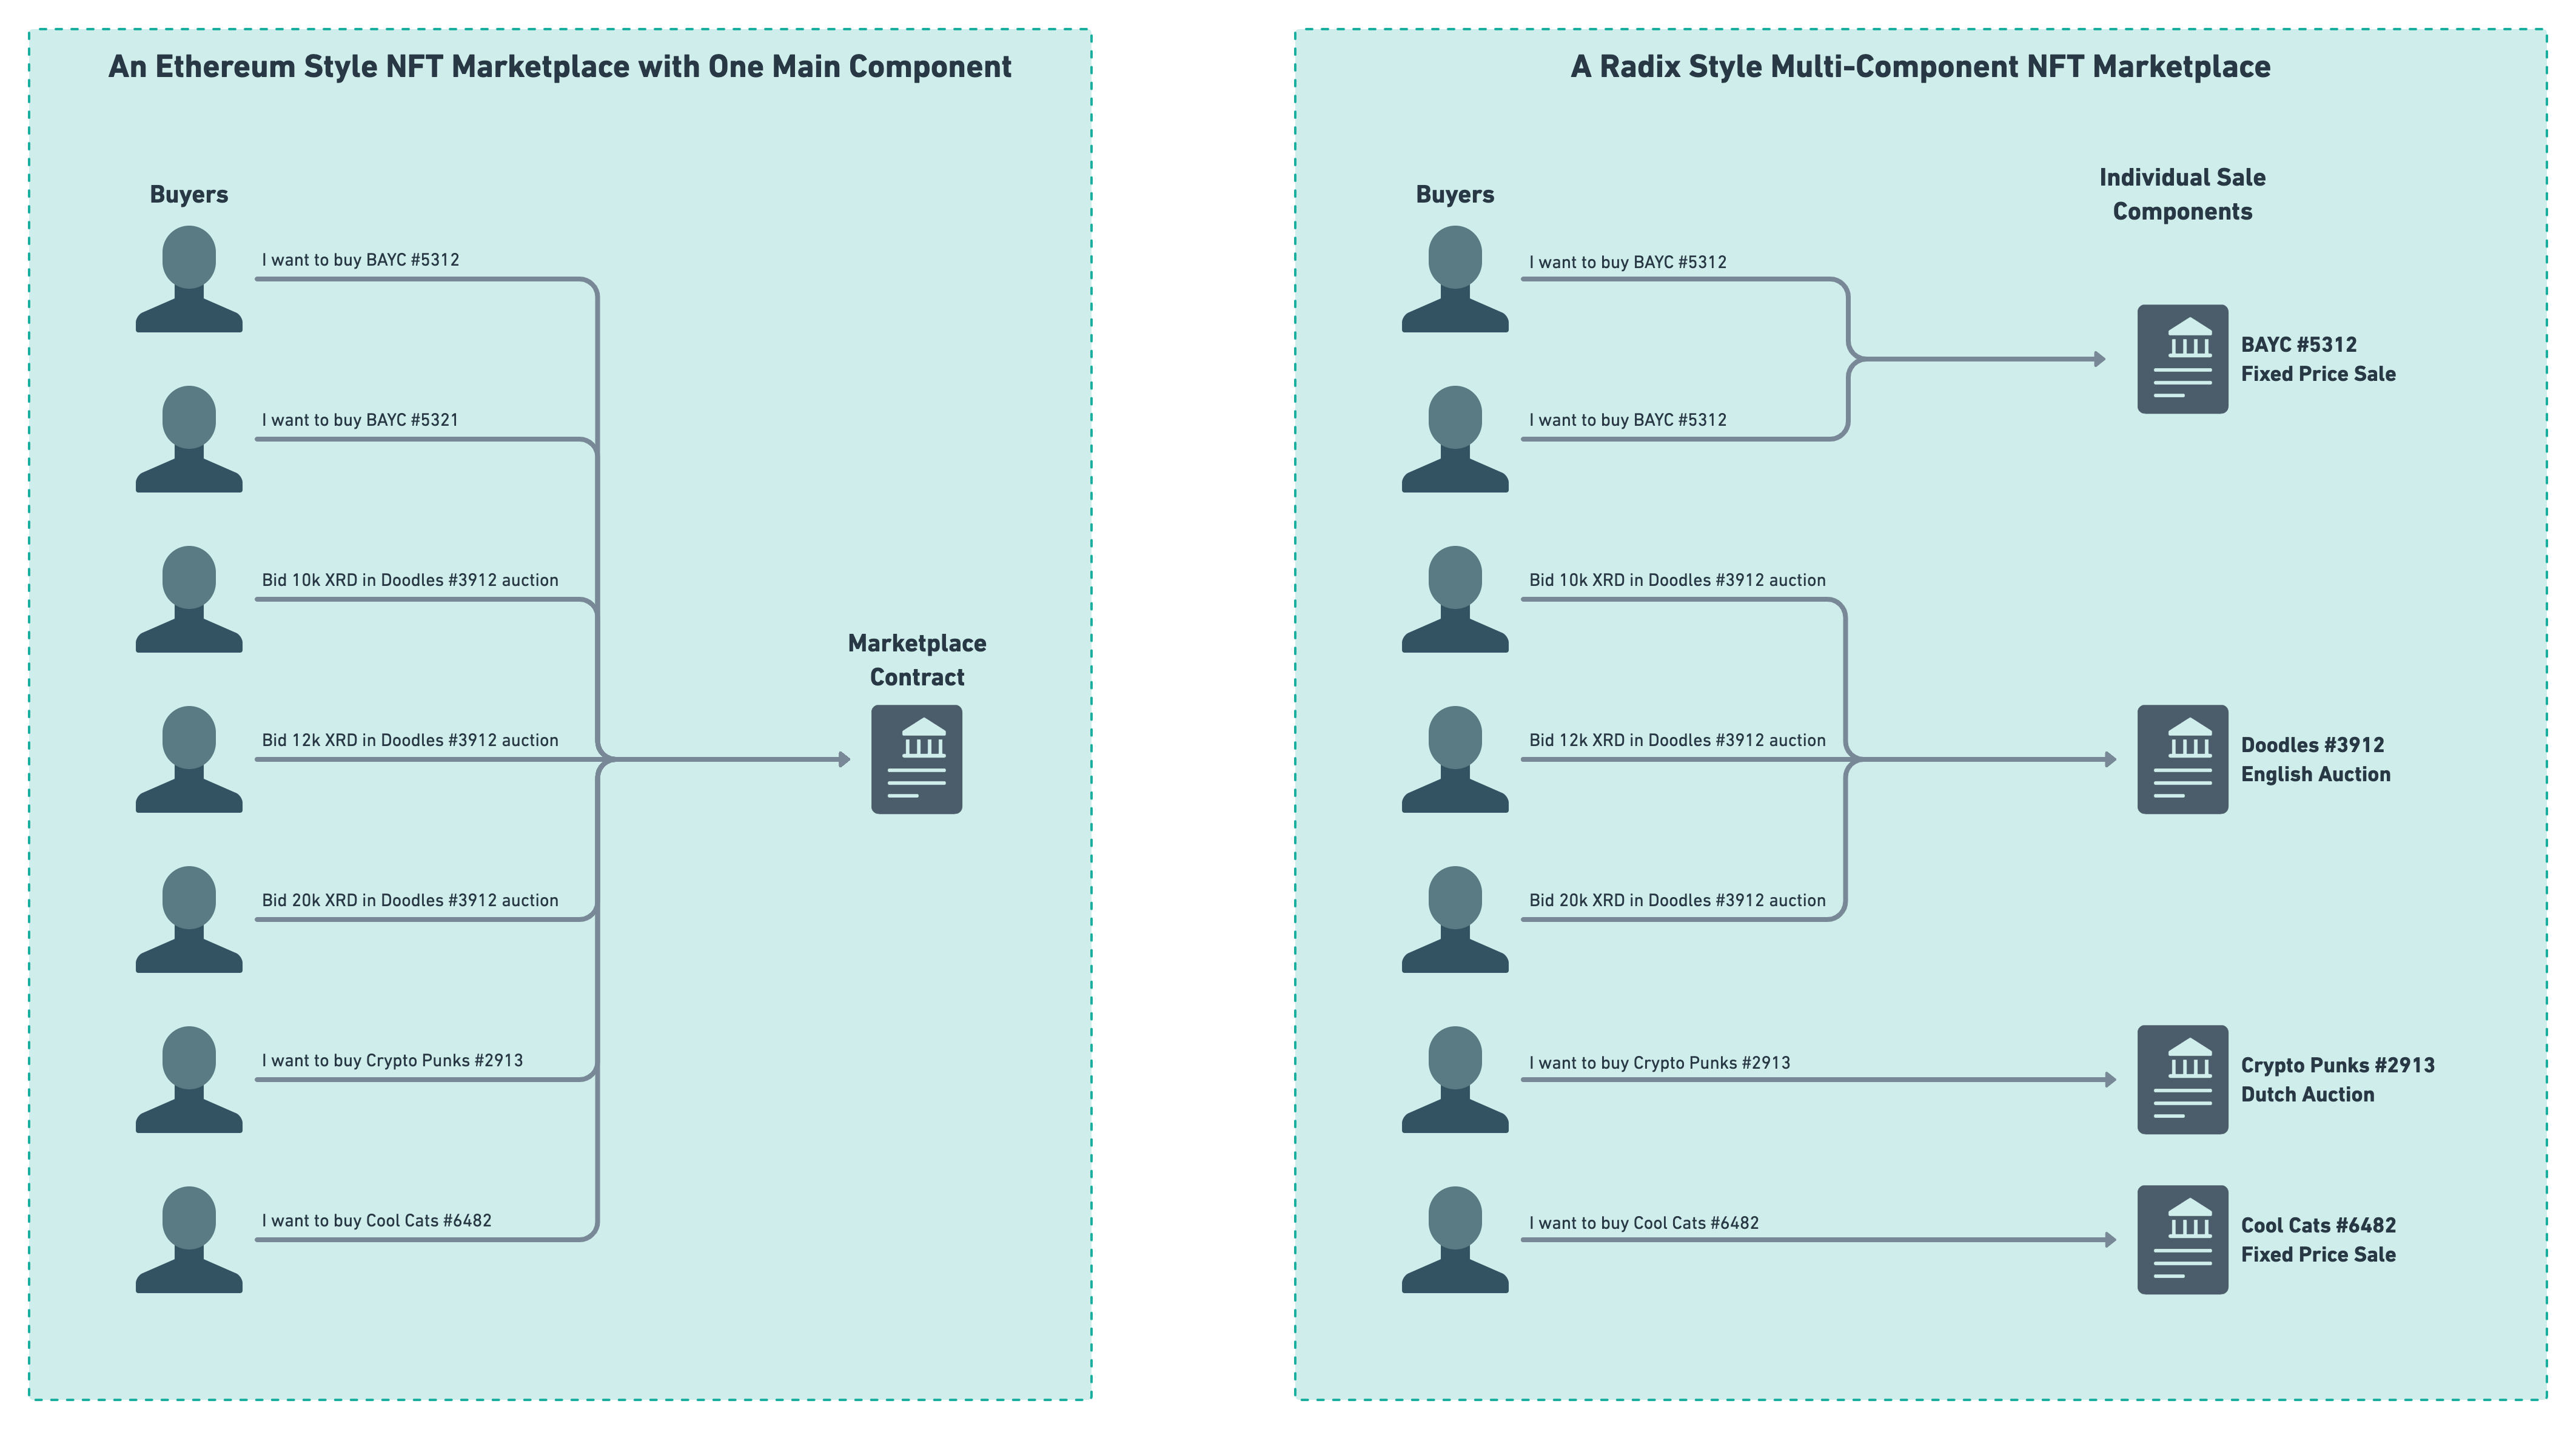 An Ethereum Style NFT Marketplace with One Main Component
Buyers
I want to buy BAYC #5312
I want to buy BAYC #5321
Bid 10k XRD in Doodles #3912 auction
Marketplace
Contract
Bid 12k XRD in Doodles #3912 auction
Bid 20k XRD in Doodles #3912 auction
I want to buy Crypto Punks #2913
I want to buy Cool Cats #6482
A Radix Style Multi-Component NFT Marketplace
Buyers
Individual Sale
Components
I want to buy BAYC #5312
BAYC #5312
Fixed Price Sale
I want to buy BAYC #5312
Bid 10k XRD in Doodles #3912 auction
Bid 12k XRD in Doodles #3912 auction
Doodles #3912
English Auction
Bid 20k XRD in Doodles #3912 auction
I want to buy Crypto Punks #2913
Crypto Punks #2913
Dutch Auction
I want to buy Cool Cats #6482
Cool Cats #6482
Fixed Price Sale